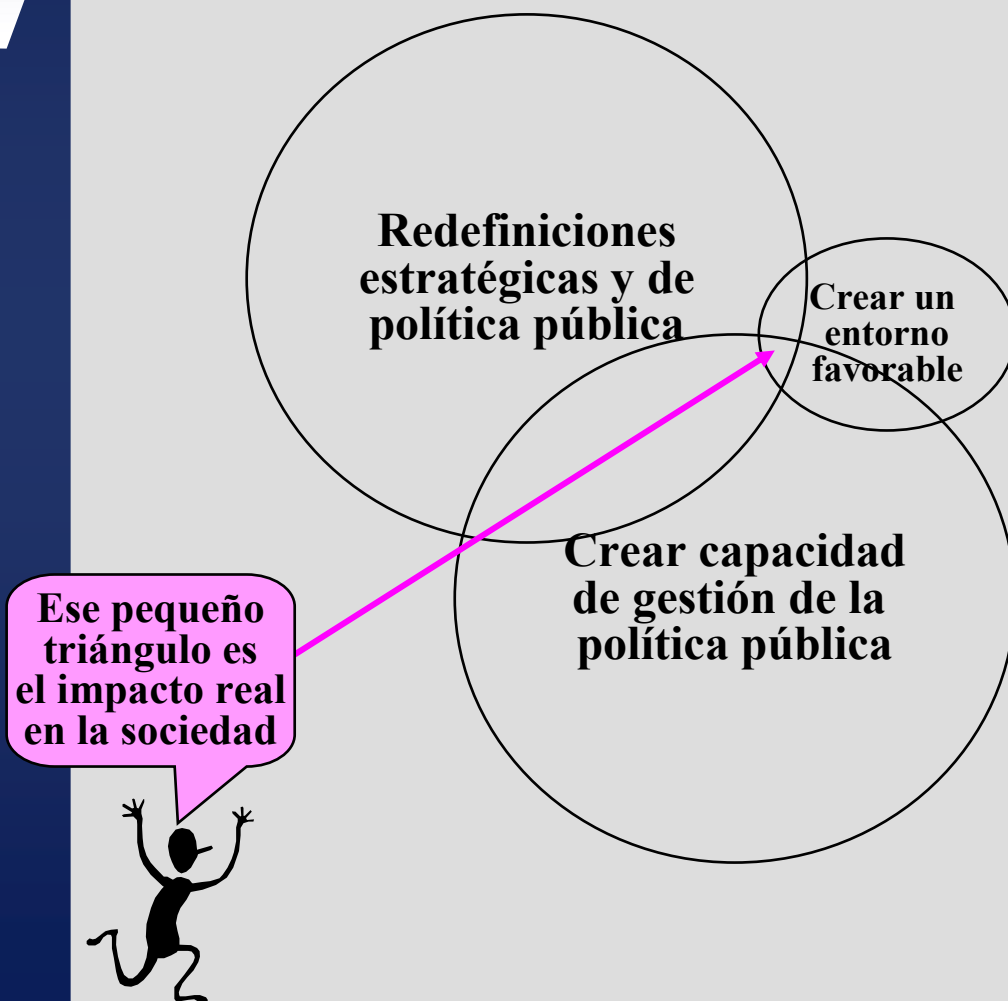 Redefiniciones
estratégicas y de
política pública
Crear un
entorno
favorable
Crear capacidad
de gestión de la
política pública
Ese pequeño
triángulo es
el impacto real
en la sociedad